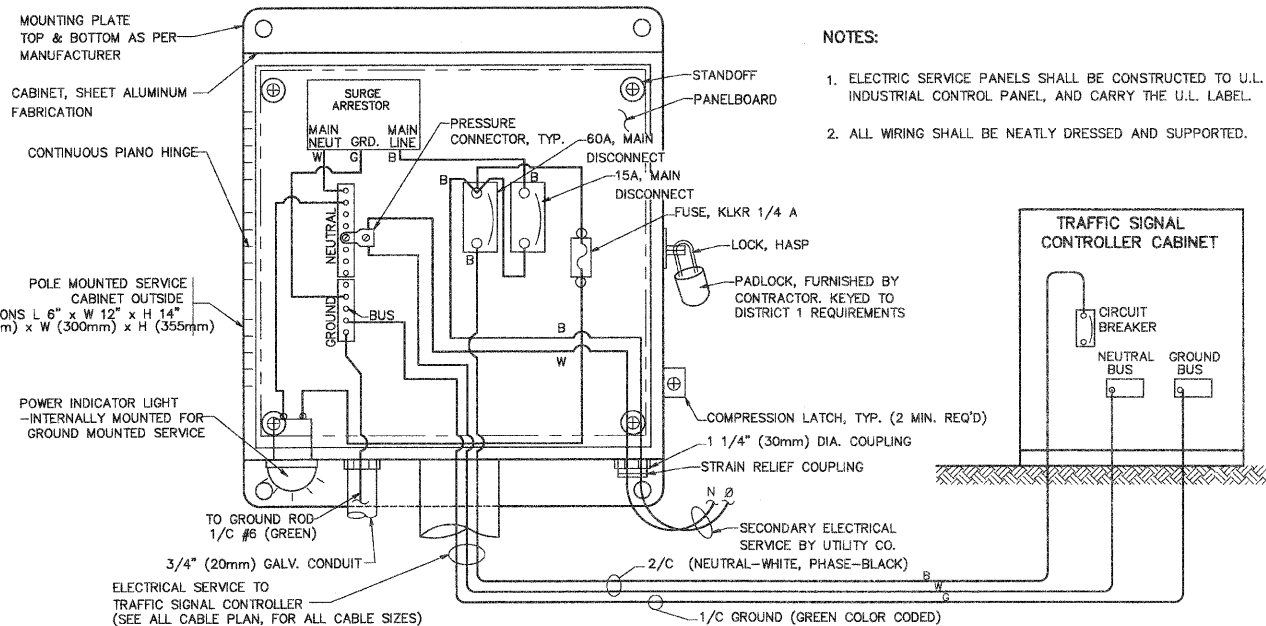 MOUNTING PLATE
TOP & BOTTOM AS PER
MANUFACTURER
CABINET, SHEET ALUMINUM
FABRICATION
CONTINUOUS PIANO HINGE
POLE MOUNTED SERVICE
CABINET OUTSIDE
ONS L 6" x W 12" x H 14"
m) x W (300mm) x H (355mm)
POWER INDICATOR LIGHT
-INTERNALLY MOUNTED FOR
GROUND MOUNTED SERVICE
SURGE
ARRESTOR
MAIN
NEUT
GRD.
MAIN
LINE
W
G
B
PRESSURE
CONNECTOR, TYP.
60A, MAIN
DISCONNECT
15A, MAIN
DISCONNECT
STANDOFF
PANELBOARD
B
B
B
NEUTRAL
GROUND
BUS
FUSE, KLKR 1/4 A
LOCK, HASP
PADLOCK, FURNISHED BY
CONTRACTOR. KEYED TO
DISTRICT 1 REQUIREMENTS
B
W
COMPRESSION LATCH, TYP. (2 MIN. REQ'D)
1 1/4" (30mm) DIA. COUPLING
STRAIN RELIEF COUPLING
N Ø
SECONDARY ELECTRICAL
SERVICE BY UTILITY CO.
TO GROUND ROD
1/C #6 (GREEN)
3/4" (20mm) GALV. CONDUIT
ELECTRICAL SERVICE TO
TRAFFIC SIGNAL CONTROLLER
(SEE ALL CABLE PLAN, FOR ALL CABLE SIZES)
2/C (NEUTRAL-WHITE, PHASE-BLACK)
1/C GROUND (GREEN COLOR CODED)
B
W
G
NOTES:
1. ELECTRIC SERVICE PANELS SHALL BE CONSTRUCTED TO U.L.
INDUSTRIAL CONTROL PANEL, AND CARRY THE U.L. LABEL.
2. ALL WIRING SHALL BE NEATLY DRESSED AND SUPPORTED.
TRAFFIC SIGNAL
CONTROLLER CABINET
CIRCUIT
BREAKER
NEUTRAL
BUS
GROUND
BUS